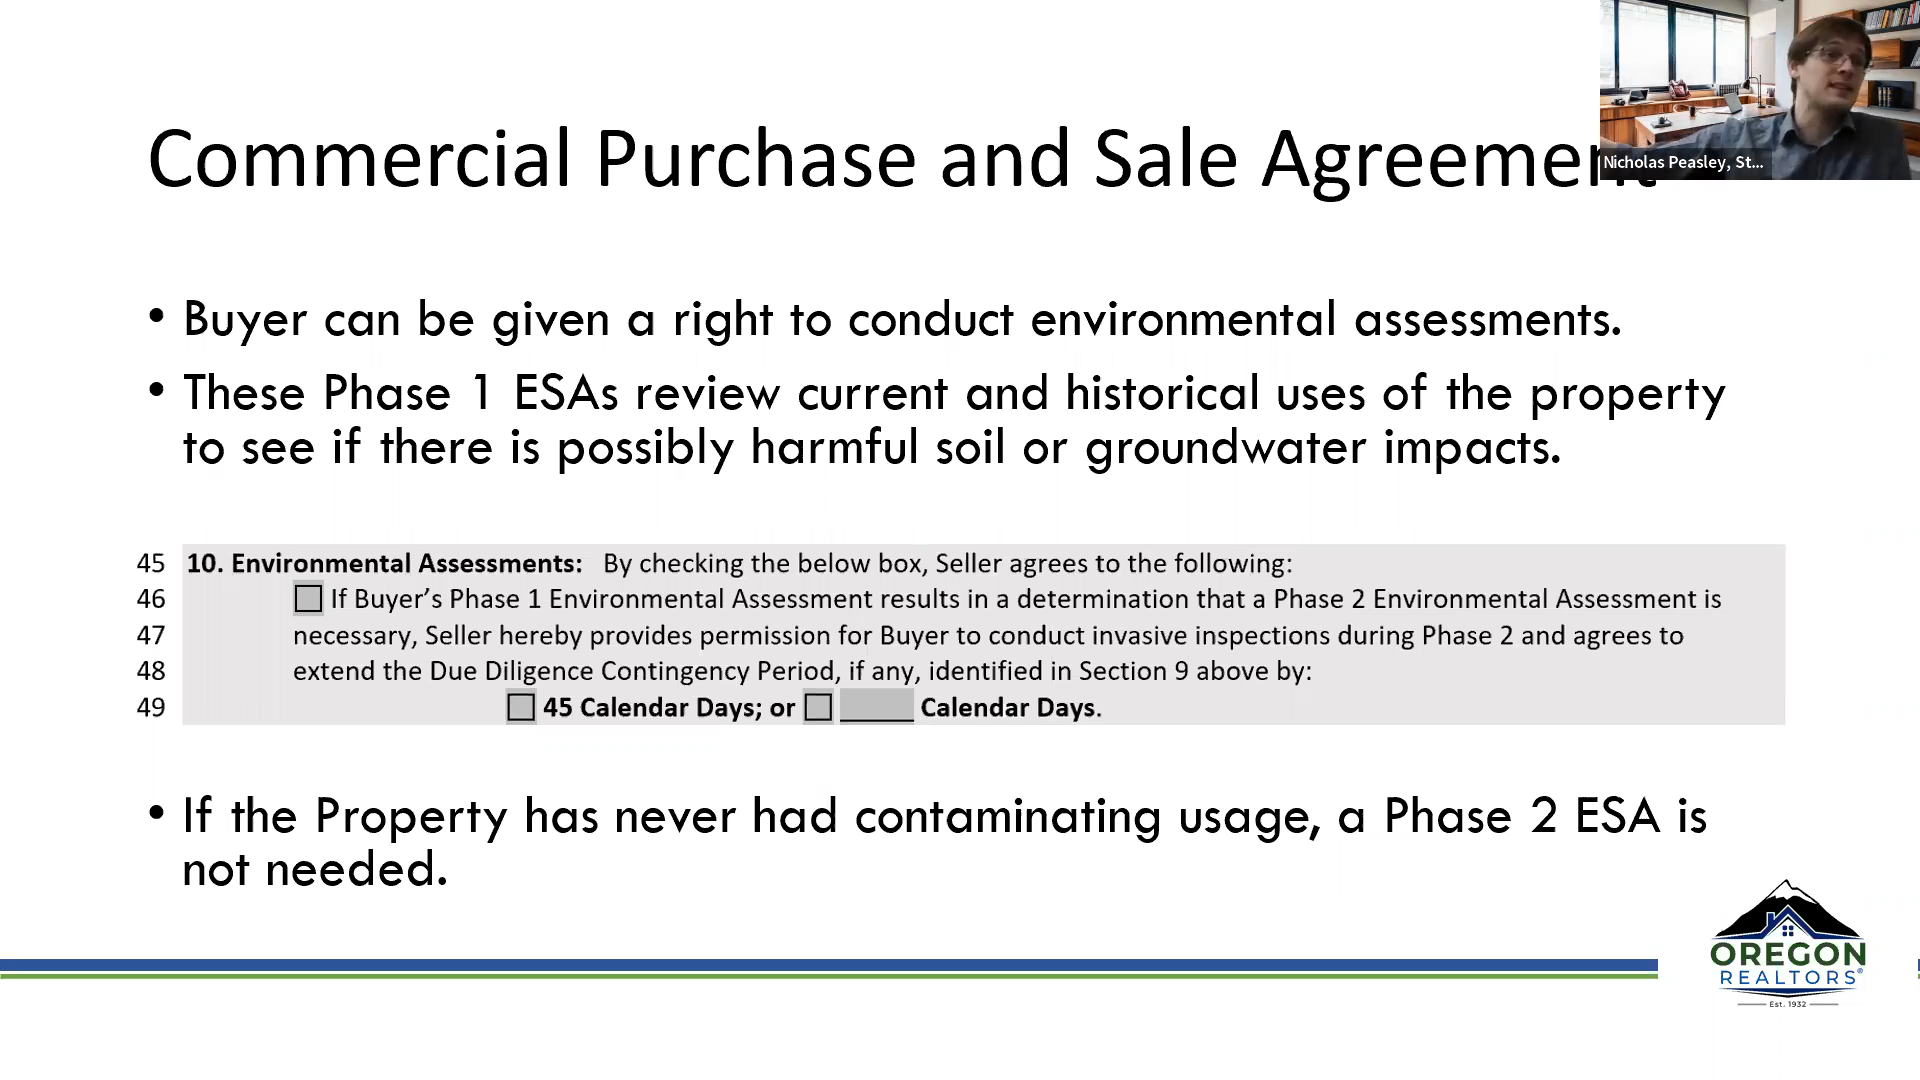 Commercial Purchase and Sale Agreement
Nicholas Peasley, St...
• Buyer can be given a right to conduct environmental assessments.
• These Phase 1 ESAs review current and historical uses of the property
to see if there is possibly harmful soil or groundwater impacts.
45 10. Environmental Assessments: By checking the below box, Seller agrees to the following:
46 If Buyer’s Phase 1 Environmental Assessment results in a determination that a Phase 2 Environmental Assessment is
47 necessary, Seller hereby provides permission for Buyer to conduct invasive inspections during Phase 2 and agrees to
48 extend the Due Diligence Contingency Period, if any, identified in Section 9 above by:
49 45 Calendar Days; or _____ Calendar Days.
• If the Property has never had contaminating usage, a Phase 2 ESA is
not needed.
OREGON
REALTORS®
Est. 1932